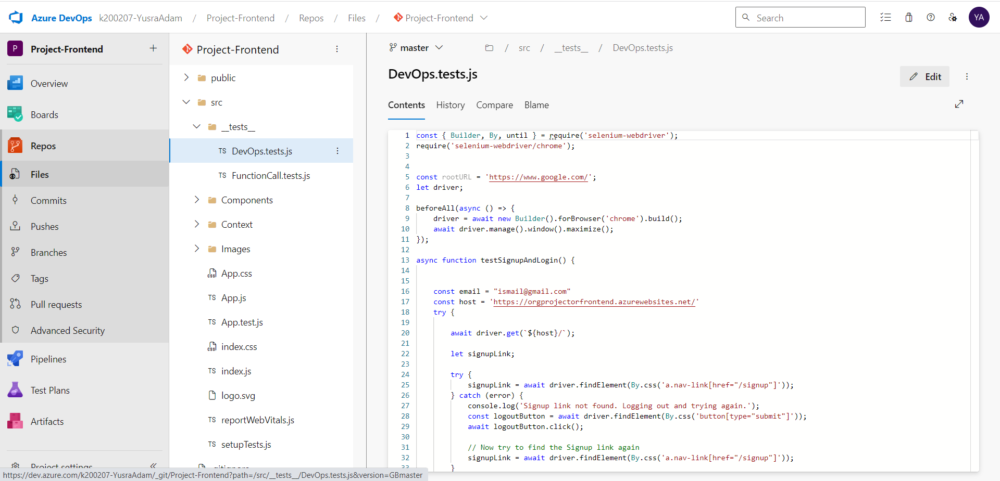 Azure DevOps k200207-YusraAdam / Project-Frontend / Repos / Files / Project-Frontend
Search
YA
P Project-Frontend +
Overview
Boards
Repos
Files
Commits
Pushes
Branches
Tags
Pull requests
Advanced Security
Pipelines
Test Plans
Artifacts
Project settings
Project-Frontend
public
src
__tests__
TS DevOps.tests.js
TS FunctionCall.tests.js
Components
Context
Images
css App.css
TS App.js
TS App.test.js
css index.css
TS index.js
logo.svg
TS reportWebVitals.js
TS setupTests.js
.gitignore
master
/ src / __tests__ / DevOps.tests.js
DevOps.tests.js
Edit
Contents History Compare Blame
1 const { Builder, By, until } = require('selenium-webdriver');
2 require('selenium-webdriver/chrome');
3
4
5 const rootURL = 'https://www.google.com/';
6 let driver;
7
8 beforeAll(async () => {
9 driver = await new Builder().forBrowser('chrome').build();
10 await driver.manage().window().maximize();
11 });
12
13 async function testSignupAndLogin() {
14
15
16 const email = "ismail@gmail.com"
17 const host = 'https://orgprojectorfrontend.azurewebsites.net/'
18 try {
19
20 await driver.get(`${host}/`);
21
22 let signupLink;
23
24 try {
25 signupLink = await driver.findElement(By.css('a.nav-link[href="/signup"]'));
26 } catch (error) {
27 console.log('Signup link not found. Logging out and trying again.');
28 const logoutButton = await driver.findElement(By.css('button[type="submit"]'));
29 await logoutButton.click();
30
31 // Now try to find the Signup link again
32 signupLink = await driver.findElement(By.css('a.nav-link[href="/signup"]'));
33 }
https://dev.azure.com/k200207-YusraAdam/_git/Project-Frontend?path=/src/__tests__/DevOps.tests.js&version=GBmaster